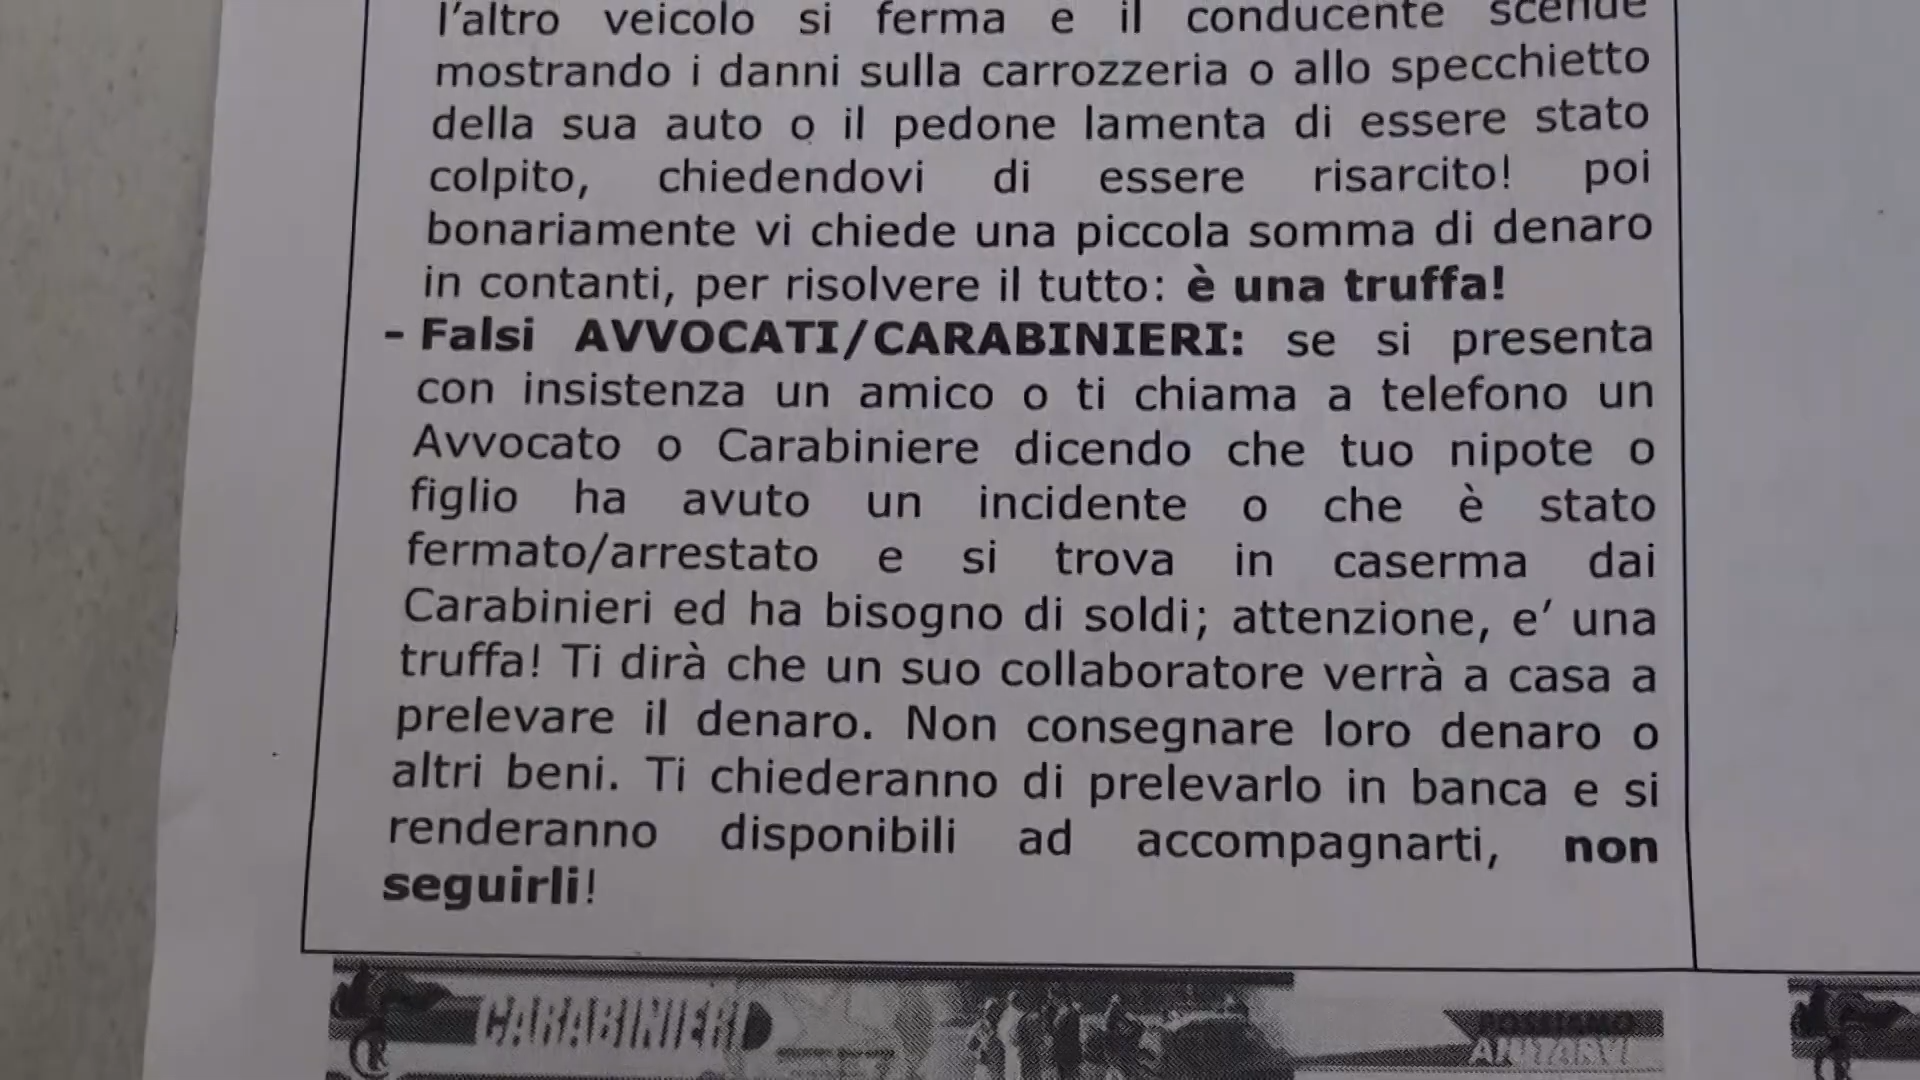 l’altro veicolo si ferma e il conducente scende
mostrando i danni sulla carrozzeria o allo specchietto
della sua auto o il pedone lamenta di essere stato
colpito, chiedendovi di essere risarcito! poi
bonariamente vi chiede una piccola somma di denaro
in contanti, per risolvere il tutto: è una truffa!
- Falsi AVVOCATI/CARABINIERI: se si presenta
con insistenza un amico o ti chiama a telefono un
Avvocato o Carabiniere dicendo che tuo nipote o
figlio ha avuto un incidente o che è stato
fermato/arrestato e si trova in caserma dai
Carabinieri ed ha bisogno di soldi; attenzione, e’ una
truffa! Ti dirà che un suo collaboratore verrà a casa a
prelevare il denaro. Non consegnare loro denaro o
altri beni. Ti chiederanno di prelevarlo in banca e si
renderanno disponibili ad accompagnarti, non
seguirli!
CARABINIERI
POSSIAMO
AIUTARVI